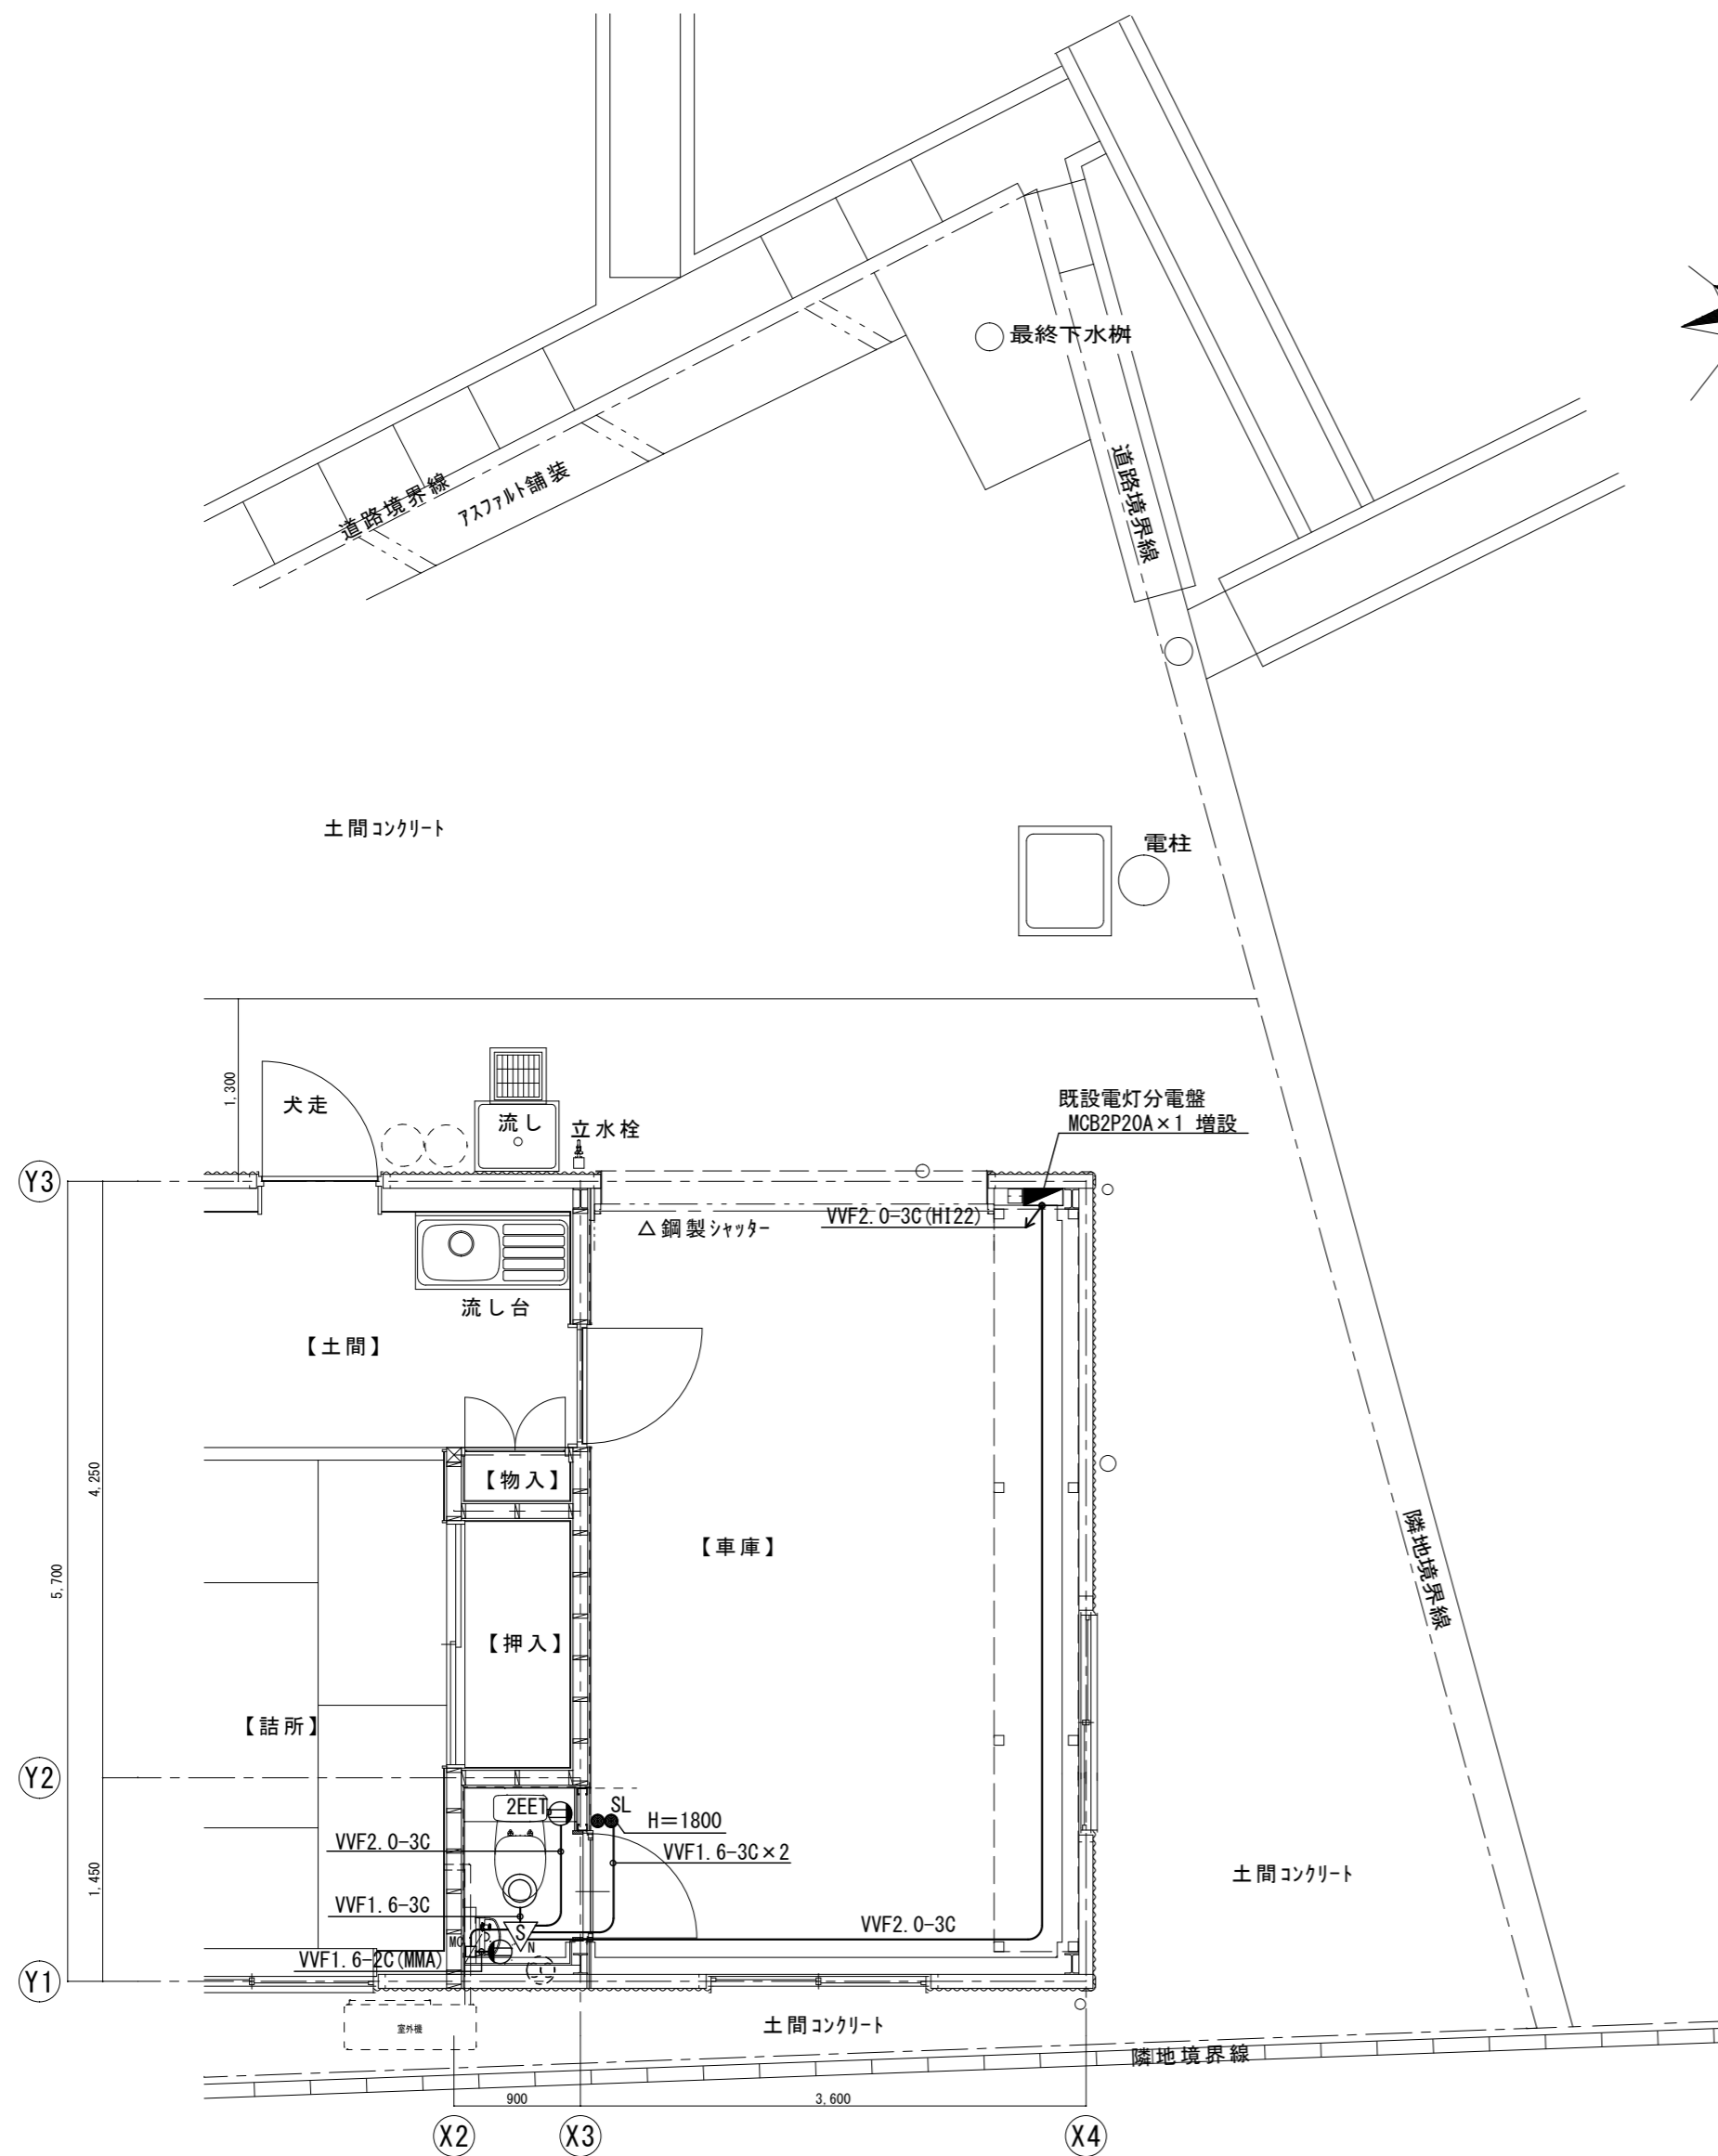 最終下水桝
道路境界線
アスファルト舗装
道路境界線
土間コンクリート
電柱
1,300
犬走
流し
立水栓
既設電灯分電盤
MCB2P20A×1 増設
Y3
△鋼製シャッター
VVF2.0-3C(HI22)
流し台
【土間】
【物入】
4,250
5,700
【車庫】
隣地境界線
【押入】
【詰所】
Y2
2EET
SL
H=1800
VVF2.0-3C
VVF1.6-3C×2
土間コンクリート
1,450
VVF1.6-3C
S
VVF2.0-3C
MC
N
VVF1.6-2C(MMA)
Y1
室外機
土間コンクリート
隣地境界線
900
3,600
X2
X3
X4